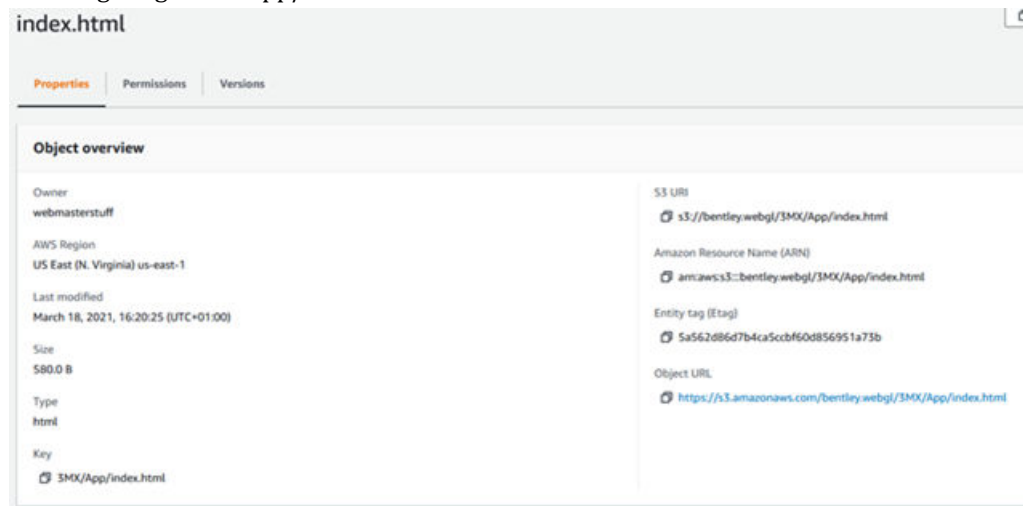 index.html
Properties
Permissions
Versions
Object overview
Owner
webmasterstuff
AWS Region
US East (N. Virginia) us-east-1
Last modified
March 18, 2021, 16:20:25 (UTC+01:00)
Size
580.0 B
Type
html
Key
3MX/App/index.html
S3 URI
s3://bentley.webgl/3MX/App/index.html
Amazon Resource Name (ARN)
arn:aws:s3:::bentley.webgl/3MX/App/index.html
Entity tag (Etag)
5a562d86d7b4ca5ccbf60d856951a73b
Object URL
https://s3.amazonaws.com/bentley.webgl/3MX/App/index.html